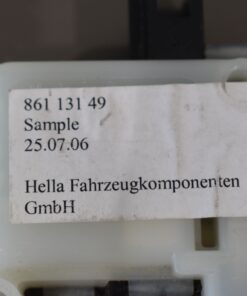 861 131 49
Sample
25.07.06
Hella Fahrzeugkomponenten
GmbH